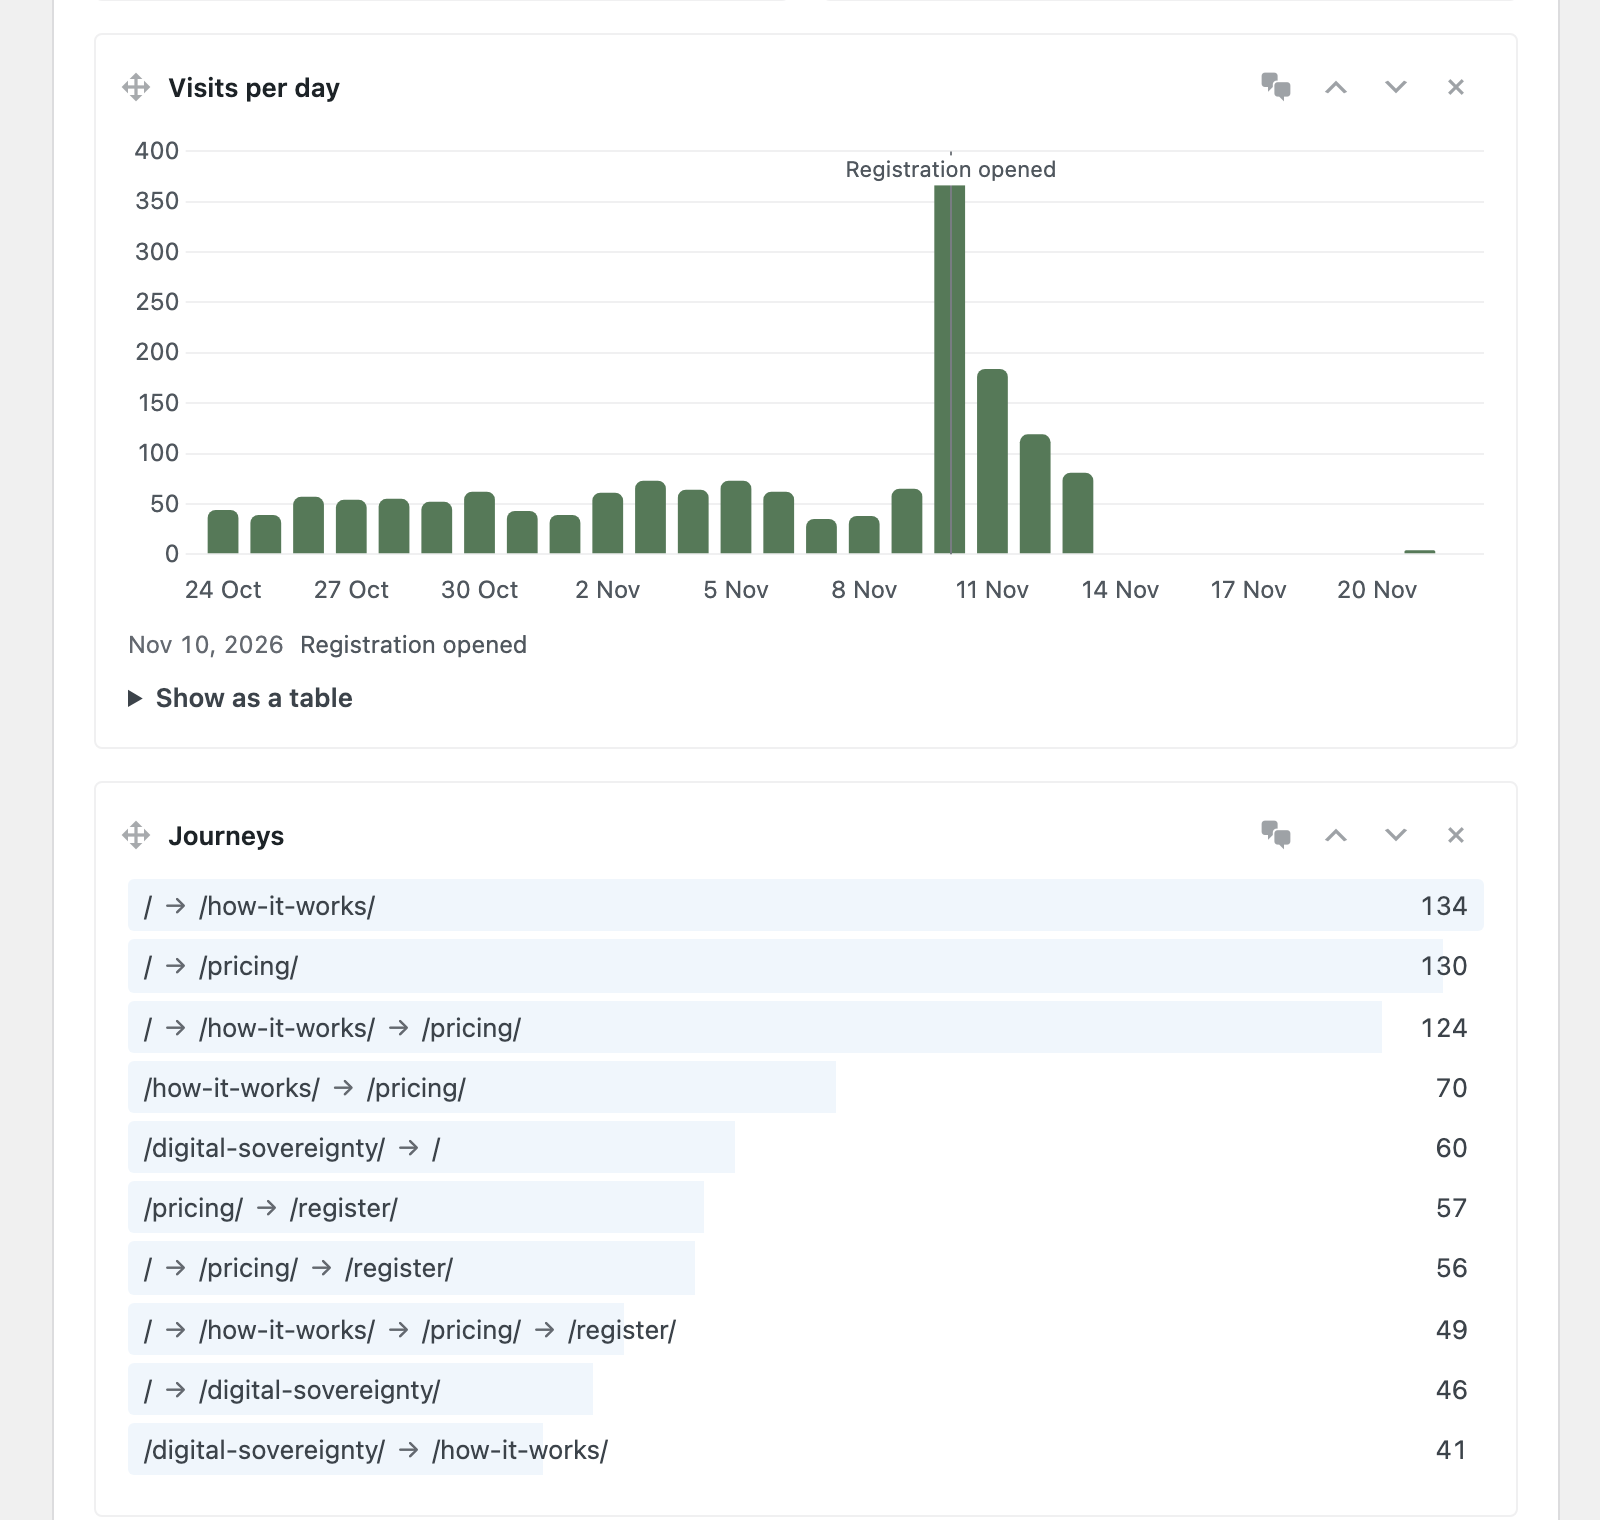 Visits per day
400
Registration opened
350
300
250
200
150
100
50
0
24 Oct 27 Oct 30 Oct 2 Nov 5 Nov 8 Nov 11 Nov 14 Nov 17 Nov 20 Nov
Nov 10, 2026 Registration opened
Show as a table
Journeys
/ → /how-it-works/ 134
/ → /pricing/ 130
/ → /how-it-works/ → /pricing/ 124
/how-it-works/ → /pricing/ 70
/digital-sovereignty/ → / 60
/pricing/ → /register/ 57
/ → /pricing/ → /register/ 56
/ → /how-it-works/ → /pricing/ → /register/ 49
/ → /digital-sovereignty/ 46
/digital-sovereignty/ → /how-it-works/ 41